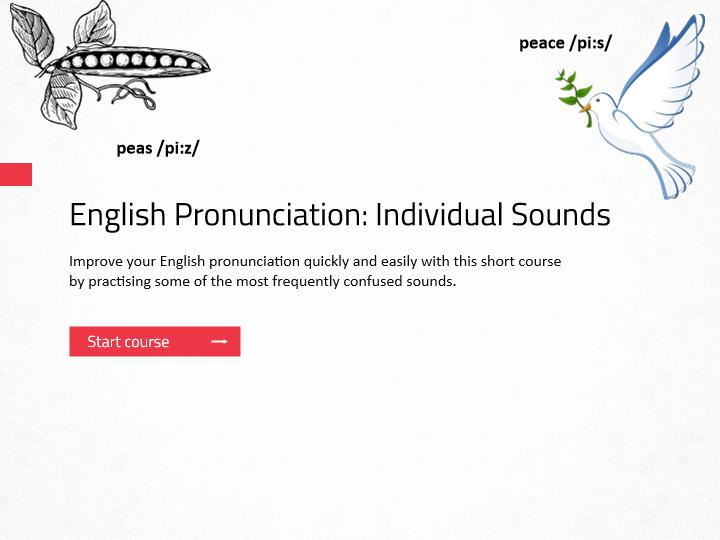 peace /pi:s/
peas /pi:z/
English Pronunciation: Individual Sounds
Improve your English pronunciation quickly and easily with this short course
by practising some of the most frequently confused sounds.
Start course